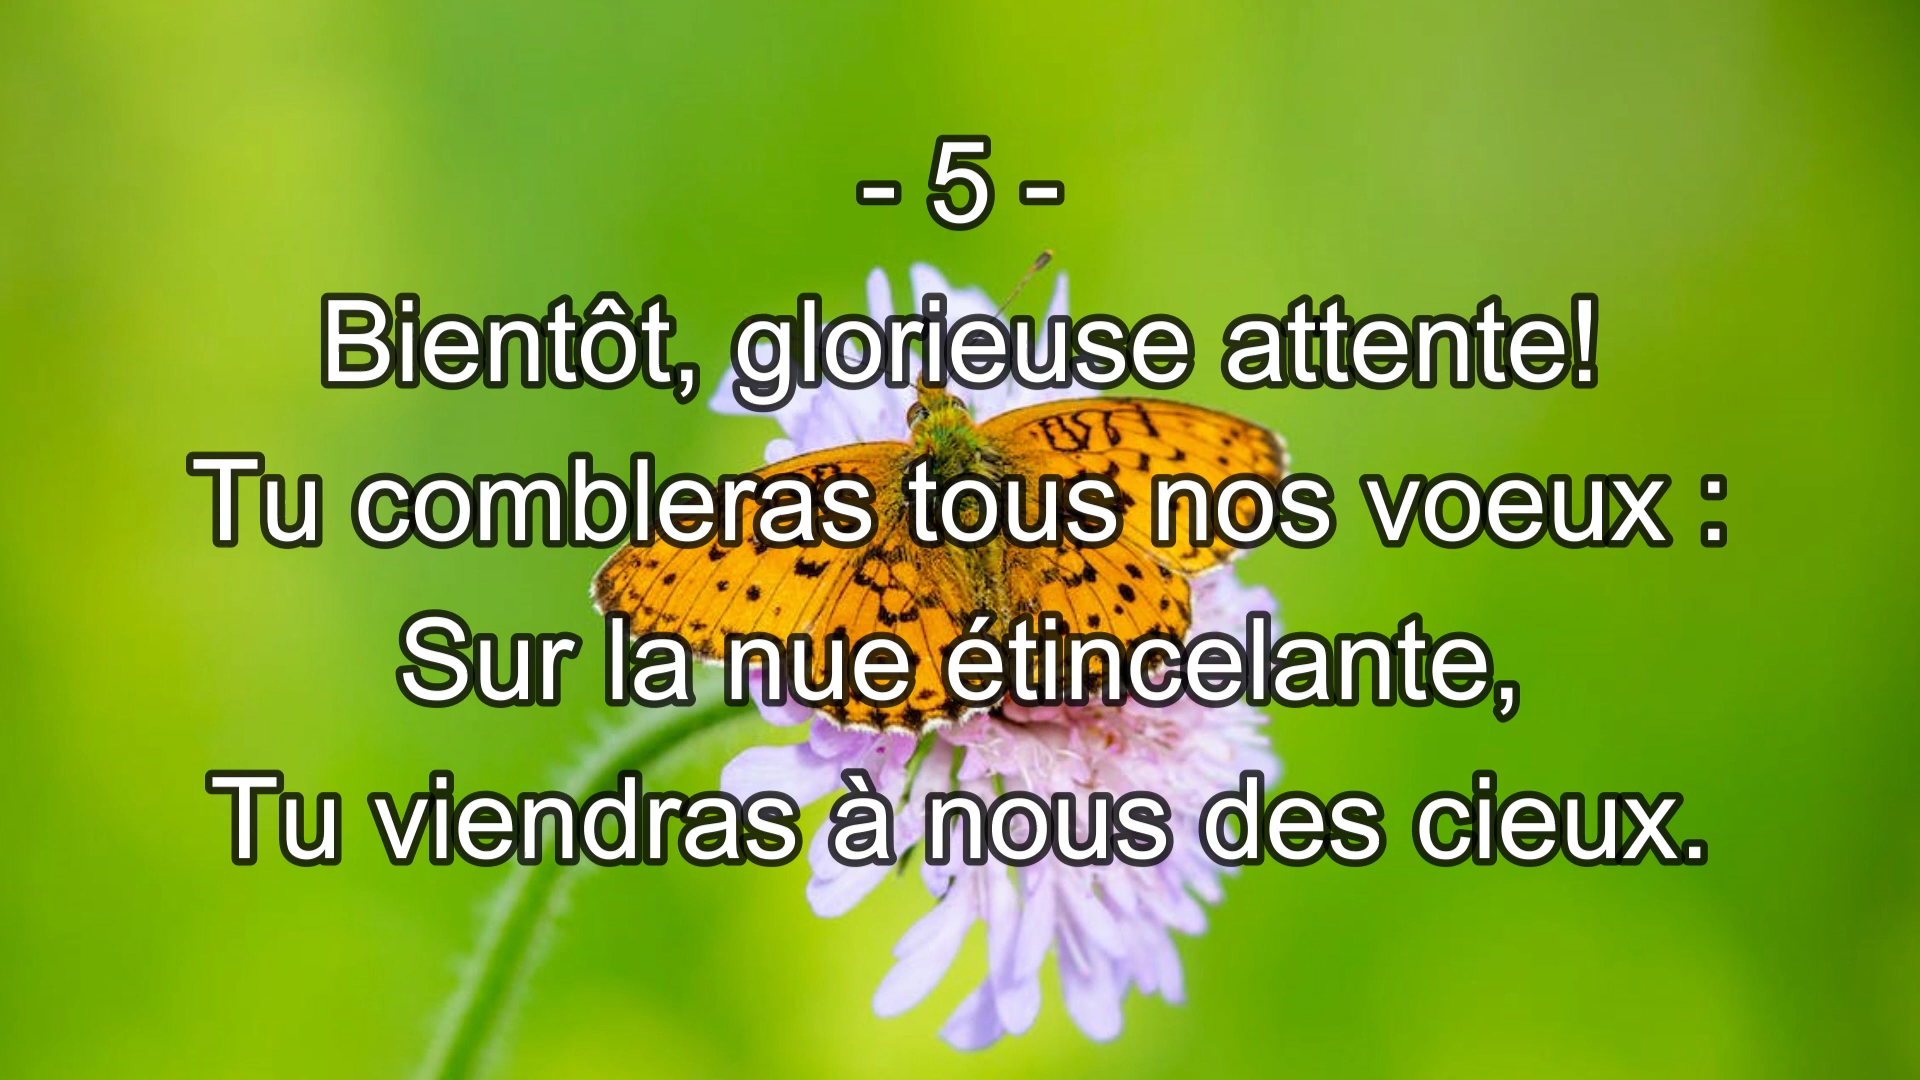 - 5 -
Bientôt, glorieuse attente!
Tu combleras tous nos voeux :
Sur la nue étincelante,
Tu viendras à nous des cieux.